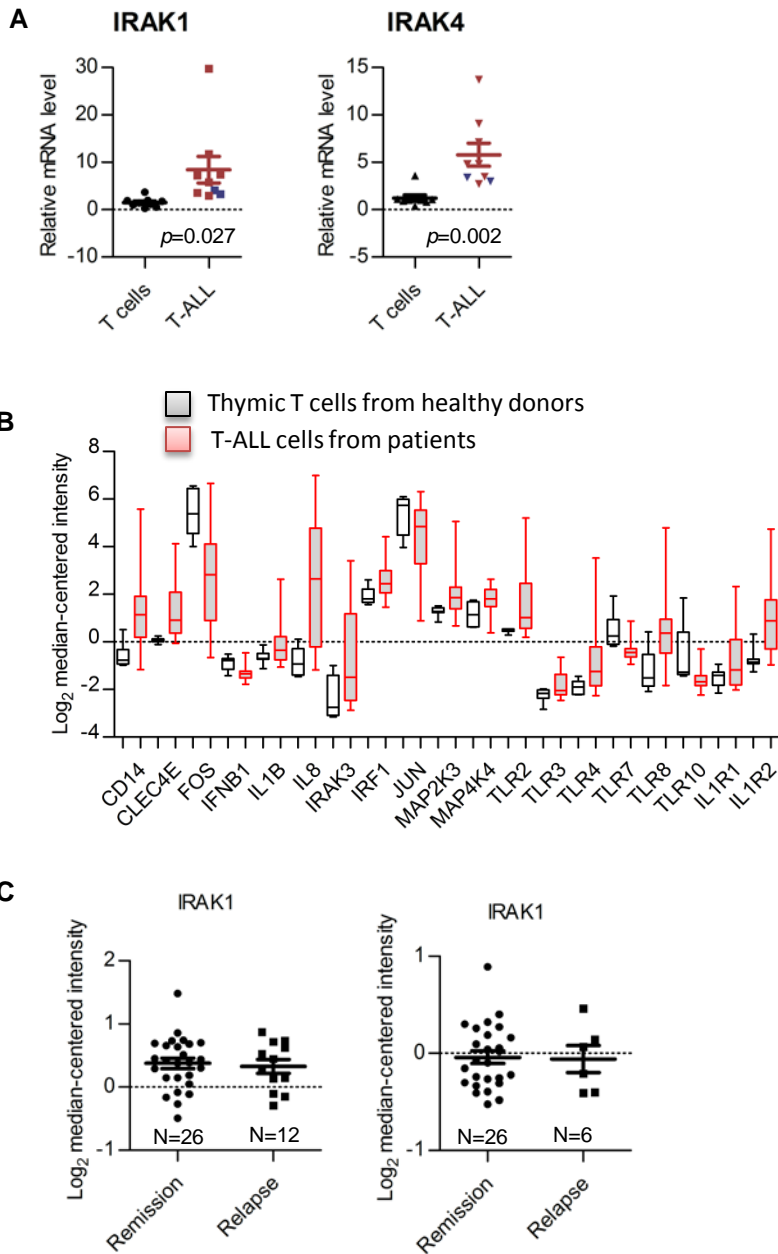 A
IRAK1
IRAK4
Relative mRNA level
30
20
10
0
-10
p=0.027
T cells
T-ALL
Relative mRNA level
15
10
5
0
-5
p=0.002
T cells
T-ALL
B
Thymic T cells from healthy donors
T-ALL cells from patients
Log2 median-centered intensity
8
6
4
2
0
-2
-4
CD14
CLEC4E
FOS
IFNB1
IL1B
IL8
IRAK3
IRF1
JUN
MAP2K3
MAP4K4
TLR2
TLR3
TLR4
TLR7
TLR8
TLR10
IL1R1
IL1R2
C
IRAK1
Log2 median-centered intensity
2
1
0
-1
N=26
N=12
Remission
Relapse
IRAK1
Log2 median-centered intensity
1
0
-1
N=26
N=6
Remission
Relapse